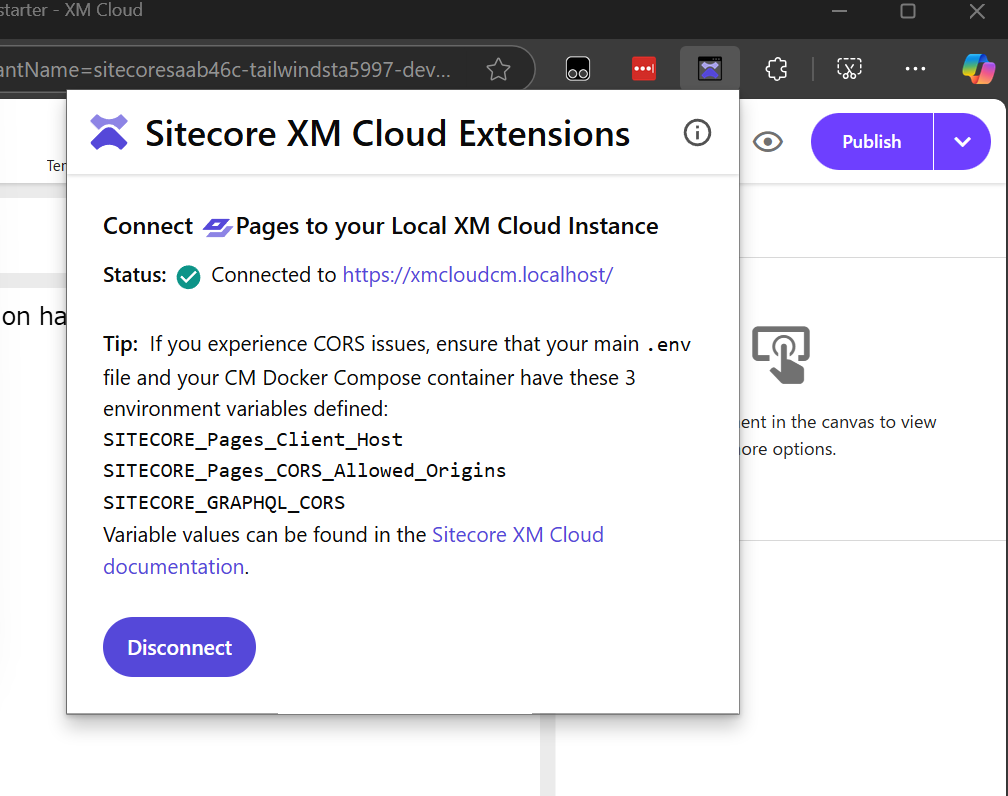 starter - XM Cloud
antName=sitecoresaab46c-tailwindsta5997-dev...
Sitecore XM Cloud Extensions
Publish
Ter
Connect Pages to your Local XM Cloud Instance
Status: Connected to https://xmcloudcm.localhost/
on ha
Tip: If you experience CORS issues, ensure that your main .env
file and your CM Docker Compose container have these 3
environment variables defined:
SITECORE_Pages_Client_Host
SITECORE_Pages_CORS_Allowed_Origins
SITECORE_GRAPHQL_CORS
Variable values can be found in the Sitecore XM Cloud
documentation.
ent in the canvas to view
ore options.
Disconnect